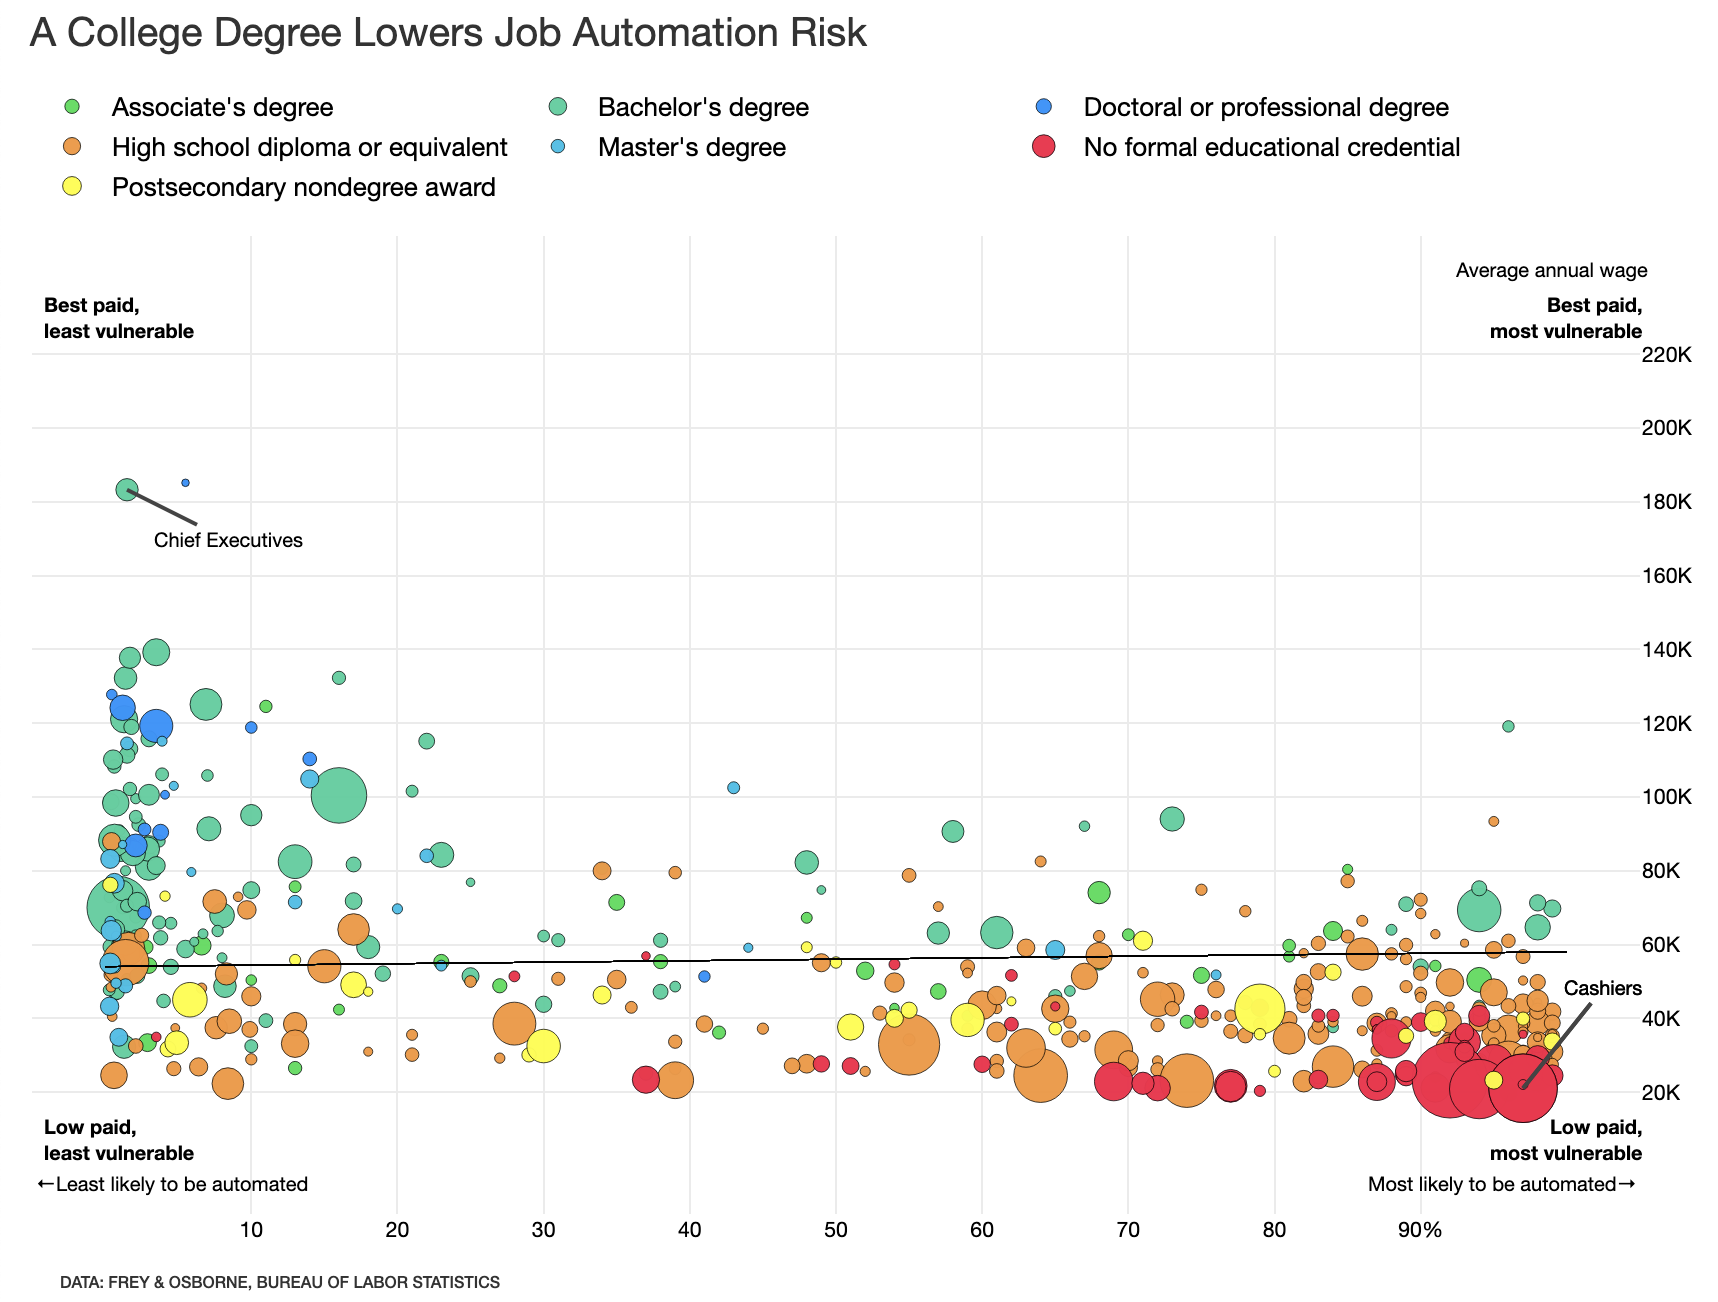 A College Degree Lowers Job Automation Risk
Associate's degree
Bachelor's degree
Doctoral or professional degree
High school diploma or equivalent
Master's degree
No formal educational credential
Postsecondary nondegree award
Average annual wage
Best paid,
least vulnerable
Best paid,
most vulnerable
220K
200K
180K
Chief Executives
160K
140K
120K
100K
80K
60K
Cashiers
40K
20K
Low paid,
least vulnerable
Low paid,
most vulnerable
←Least likely to be automated
Most likely to be automated→
10 20 30 40 50 60 70 80 90%
DATA: FREY & OSBORNE, BUREAU OF LABOR STATISTICS